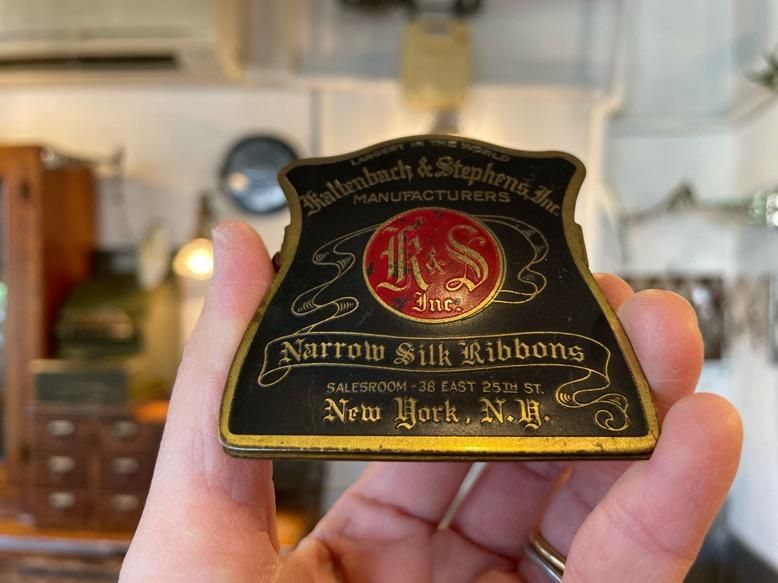 LARGEST IN THE WORLD
Kaltenbach & Stephens, Inc.
MANUFACTURERS
K & S
Inc.
Narrow Silk Ribbons
SALESROOM - 38 EAST 25TH ST.
New York, N.Y.